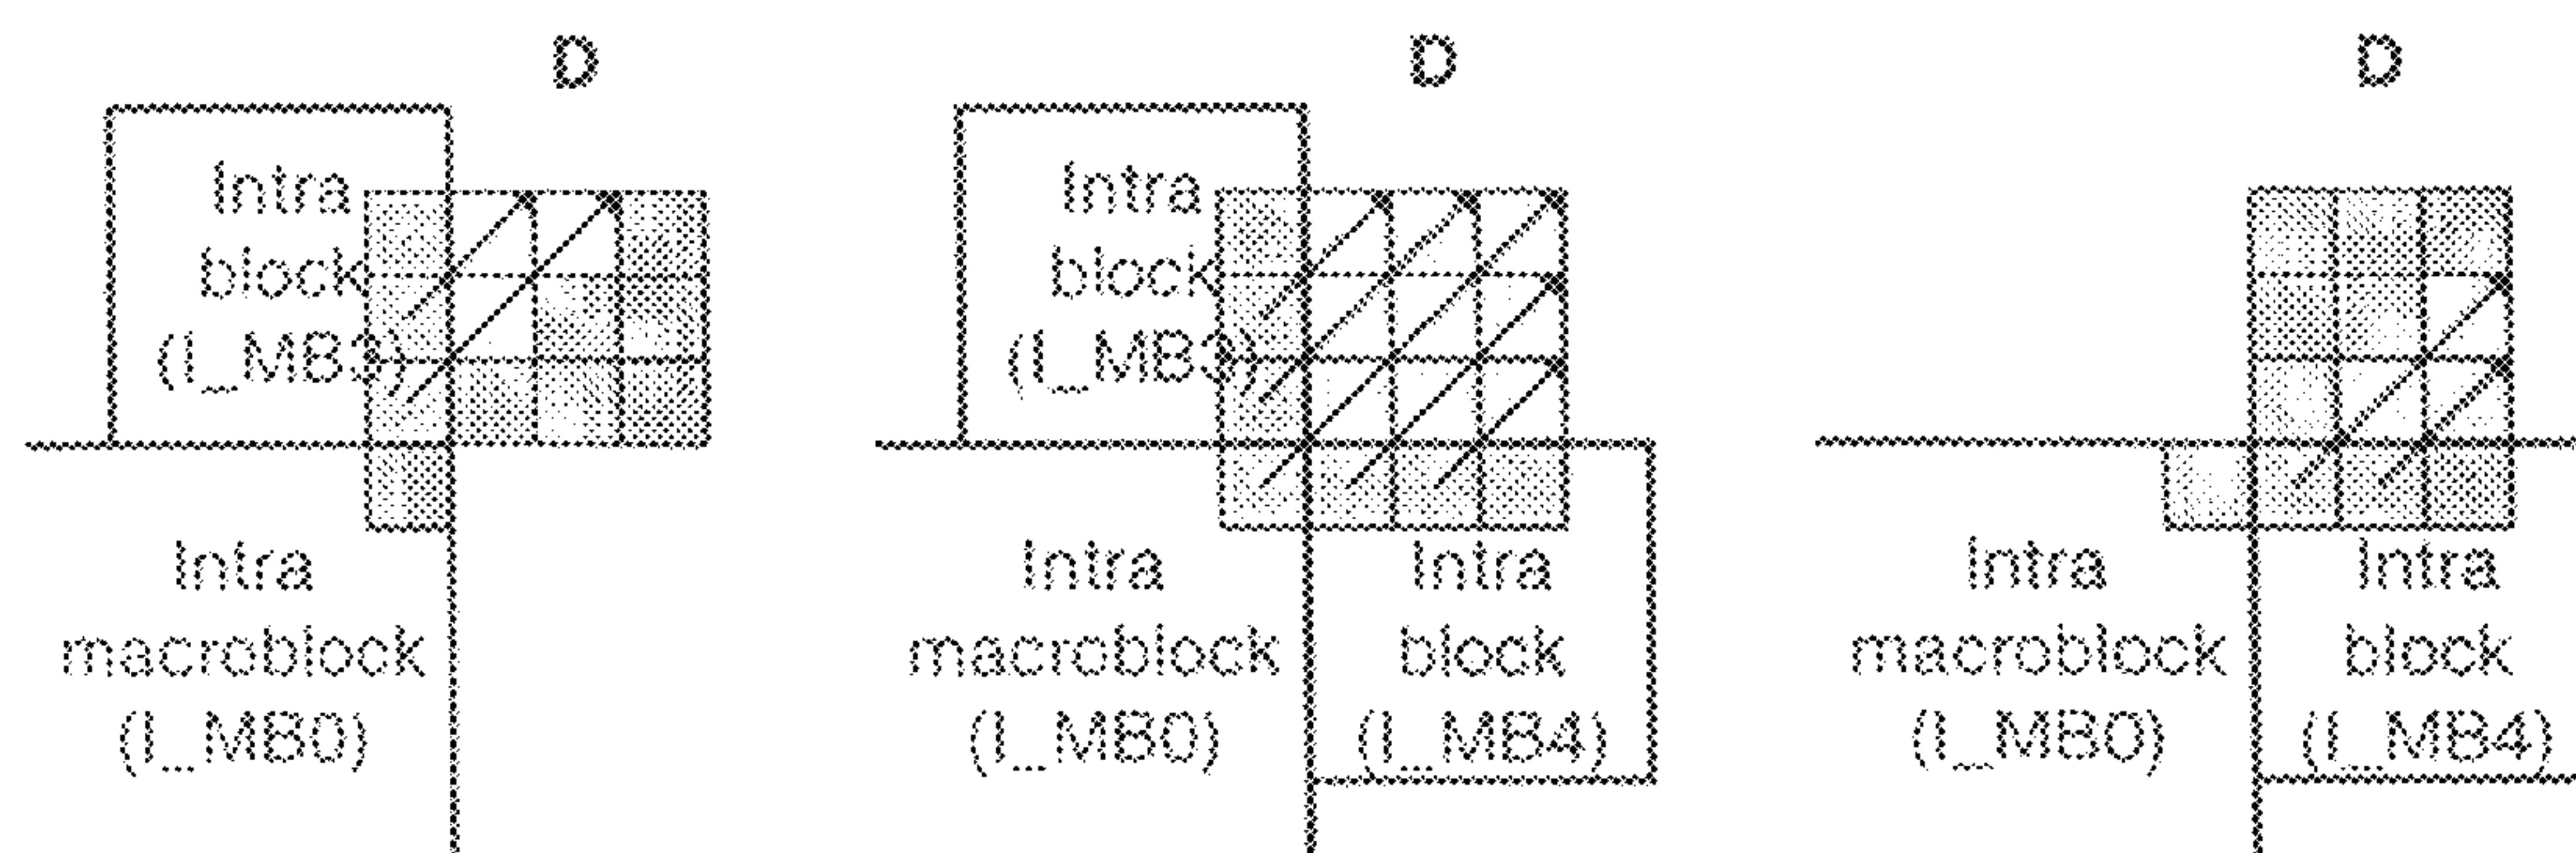 D
Intra
block
(I_MB3)
Intra
macroblock
(I_MB0)
D
Intra
block
(I_MB3)
Intra
macroblock
(I_MB0)
Intra
block
(I_MB4)
D
Intra
macroblock
(I_MB0)
Intra
block
(I_MB4)